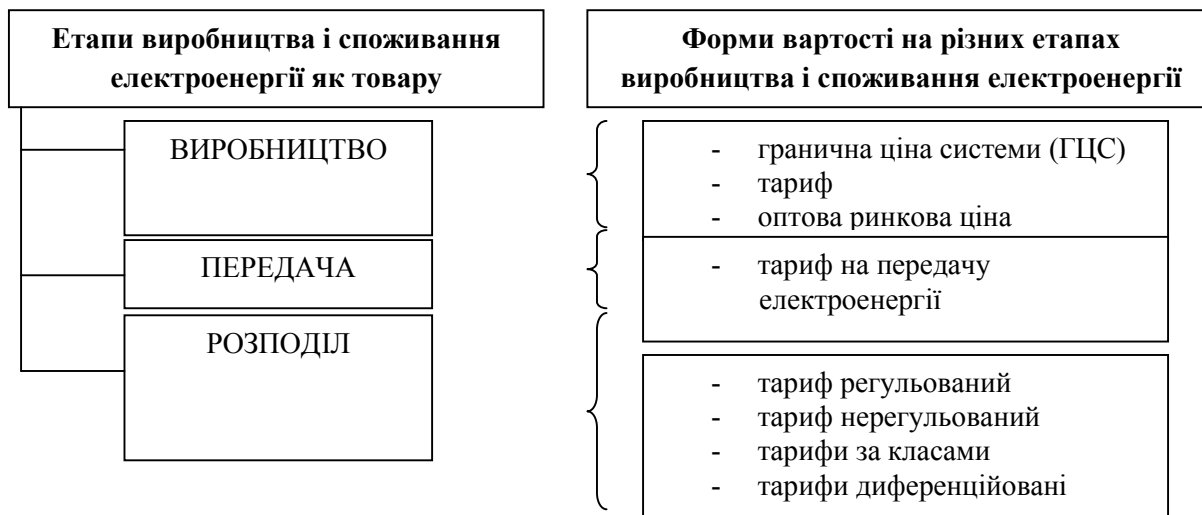 Етапи виробництва і споживання
електроенергії як товару
Форми вартості на різних етапах
виробництва і споживання електроенергії
ВИРОБНИЦТВО
- гранична ціна системи (ГЦС)
- тариф
- оптова ринкова ціна
ПЕРЕДАЧА
- тариф на передачу
електроенергії
РОЗПОДІЛ
- тариф регульований
- тариф нерегульований
- тарифи за класами
- тарифи диференційовані